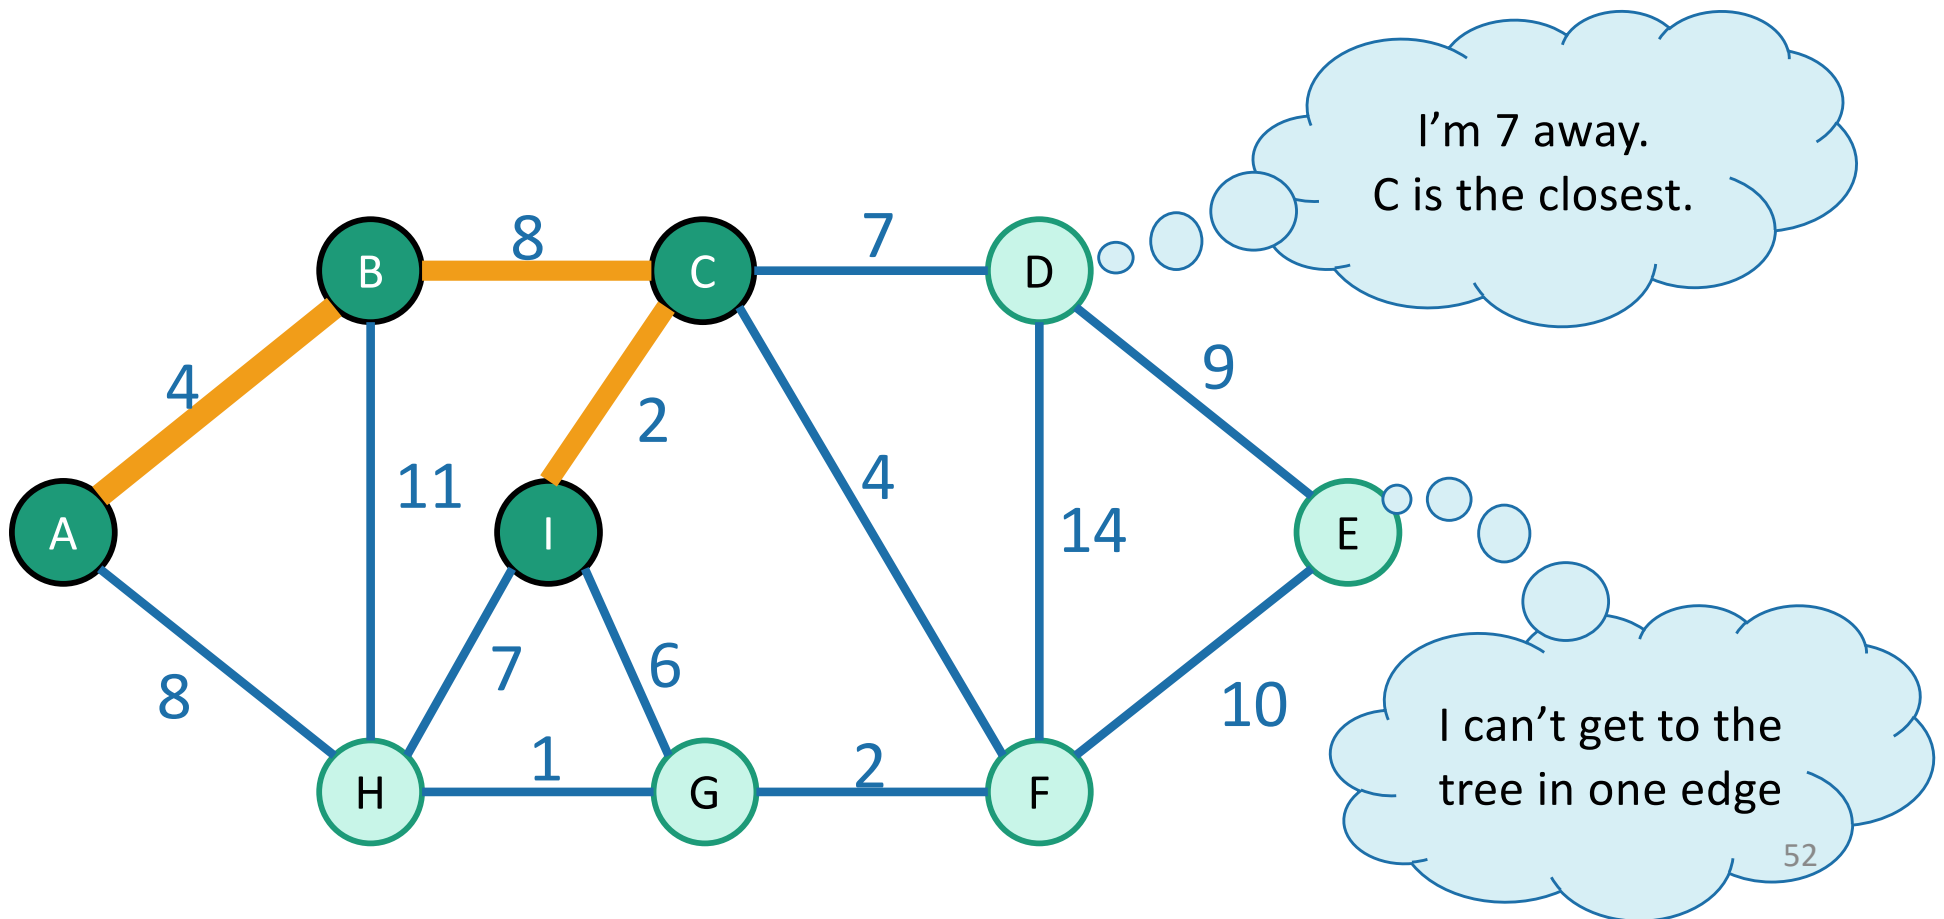 I’m 7 away.
C is the closest.
8
7
B
C
D
9
4
2
11
4
14
A
I
E
7
6
8
10
1
2
H
G
F
I can’t get to the
tree in one edge
52